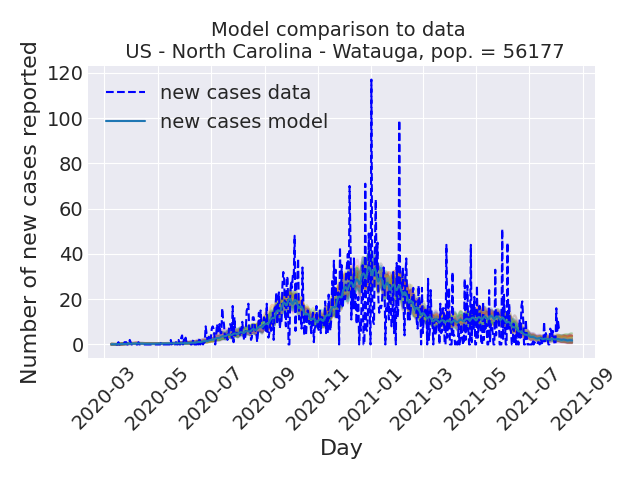 Model comparison to data
US - North Carolina - Watauga, pop. = 56177
Number of new cases reported
120
100
80
60
40
20
0
new cases data
new cases model
2020-03
2020-05
2020-07
2020-09
2020-11
2021-01
2021-03
2021-05
2021-07
2021-09
Day